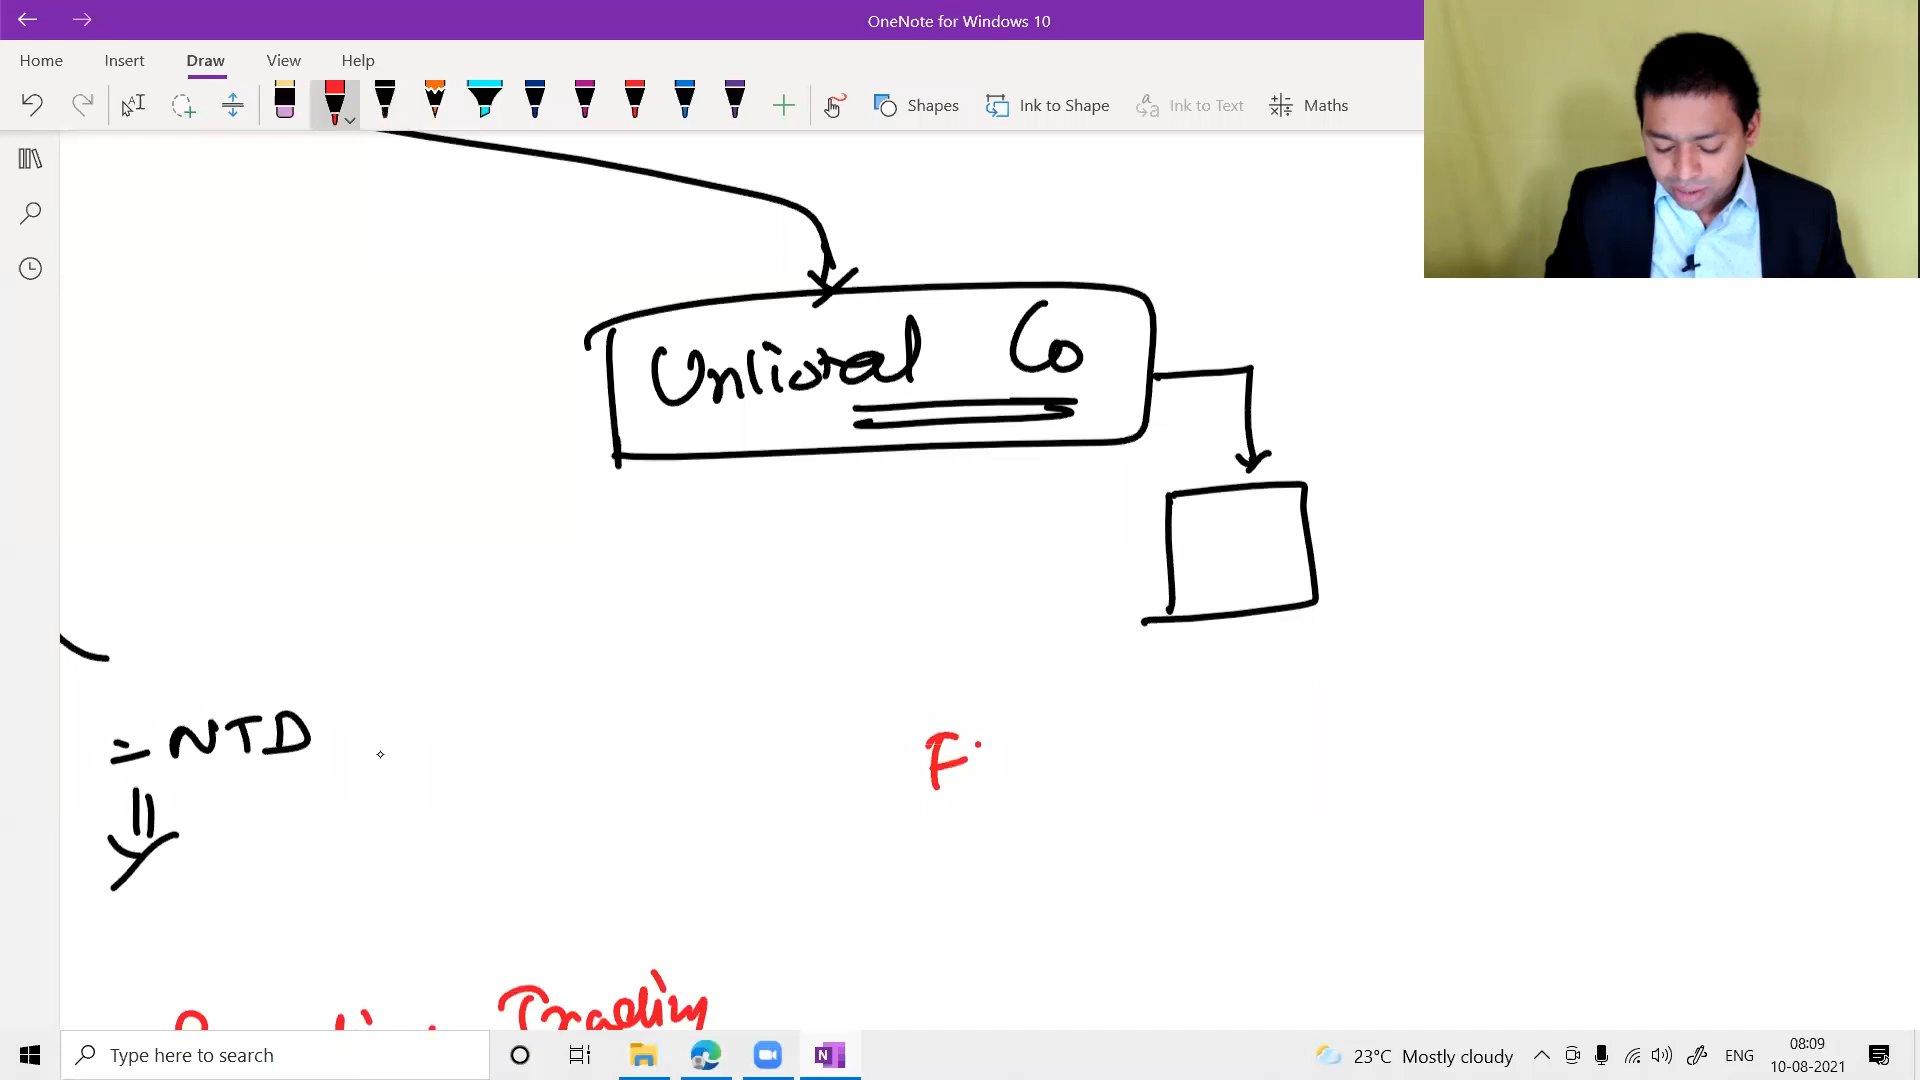 OneNote for Windows 10
Home Insert Draw View Help
Shapes Ink to Shape Ink to Text Maths
Co
= NTD
F
Trading
Type here to search
23°C Mostly cloudy ENG 08:09
10-08-2021